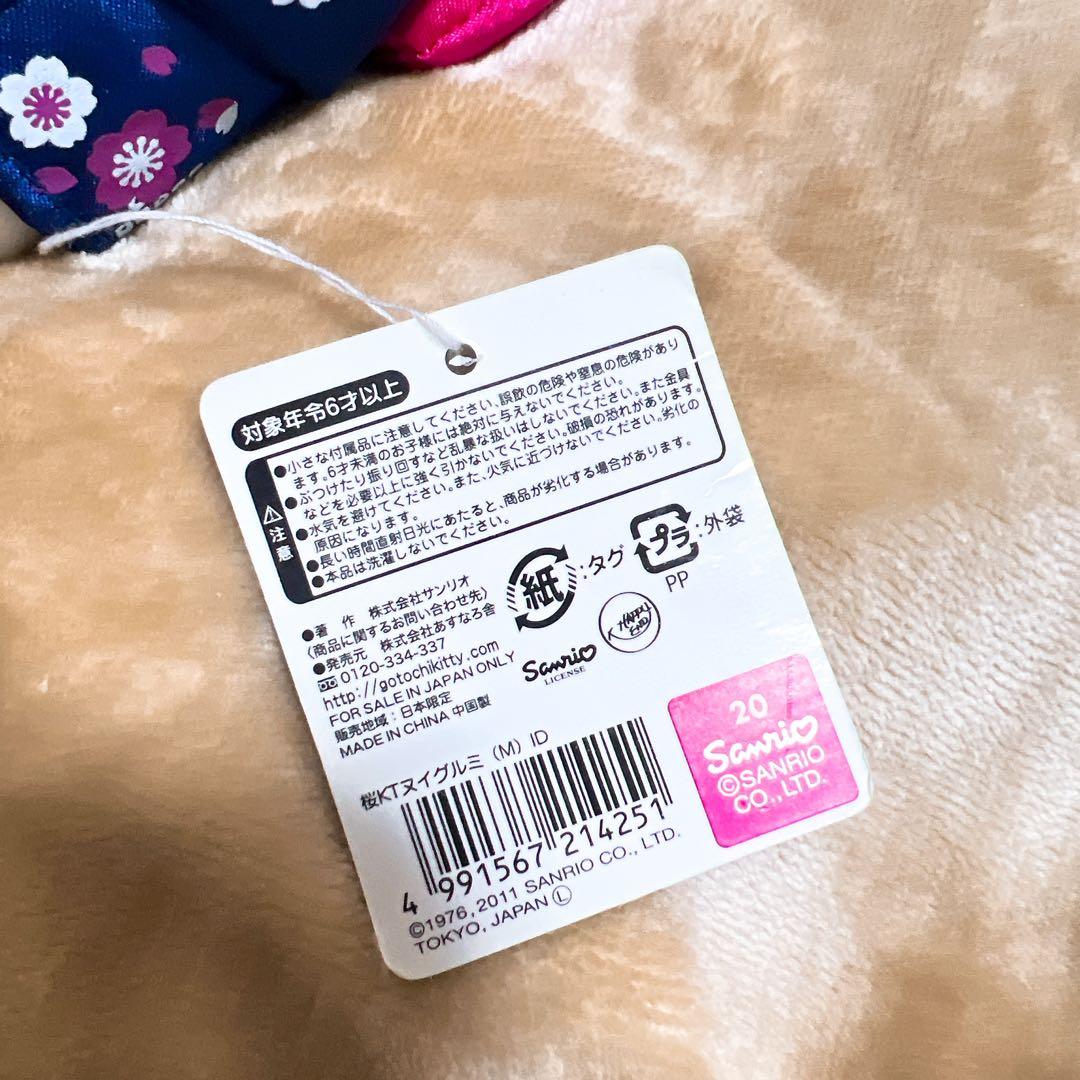 対象年令6才以上
注意
●小さな付属品に注意してください。誤飲の危険や窒息の危険があり
ます。6才未満のお子様には絶対に与えないでください。
●ぶつけたり振り回すなど乱暴な扱いはしないでください。また金具
などを必要以上に強く引かないでください。破損の恐れがあります。
●水気を避けてください。また、火気に近づけないでください。劣化の
原因になります。
●長い時間直射日光にあたると、商品が劣化する場合があります。
●本品は洗濯しないでください。
紙:タグ
プラ:外袋
PP
●著 作 株式会社サンリオ
(商品に関するお問い合わせ先)
●発売元 株式会社あすなろ舎
0120-334-337
http://gotochikitty.com
FOR SALE IN JAPAN ONLY
販売地域:日本限定
MADE IN CHINA 中国製
Sanrio
LICENSE
HAPPY
END
桜KTヌイグルミ(M)ID
4 991567 214251
©1976, 2011 SANRIO CO., LTD.
TOKYO, JAPAN Ⓛ
20
Sanrio
©SANRIO
CO., LTD.